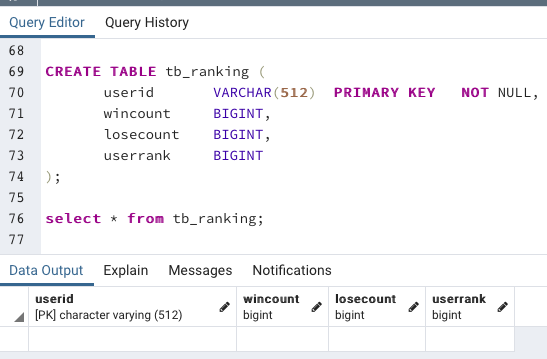 Query Editor Query History
68
69 CREATE TABLE tb_ranking (
70 userid VARCHAR(512) PRIMARY KEY NOT NULL,
71 wincount BIGINT,
72 losecount BIGINT,
73 userrank BIGINT
74 );
75
76 select * from tb_ranking;
77
Data Output Explain Messages Notifications
userid wincount losecount userrank
[PK] character varying (512) bigint bigint bigint